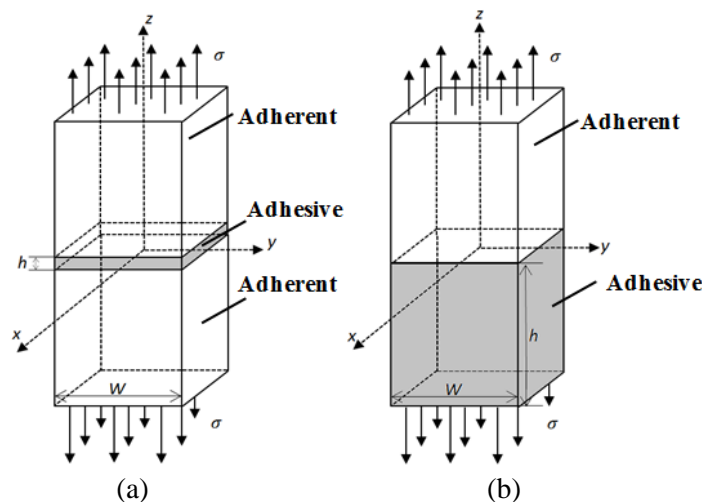 z
σ
Adherent
Adhesive
y
h
Adherent
x
W
σ
(a)
z
σ
Adherent
y
Adhesive
x
h
W
σ
(b)